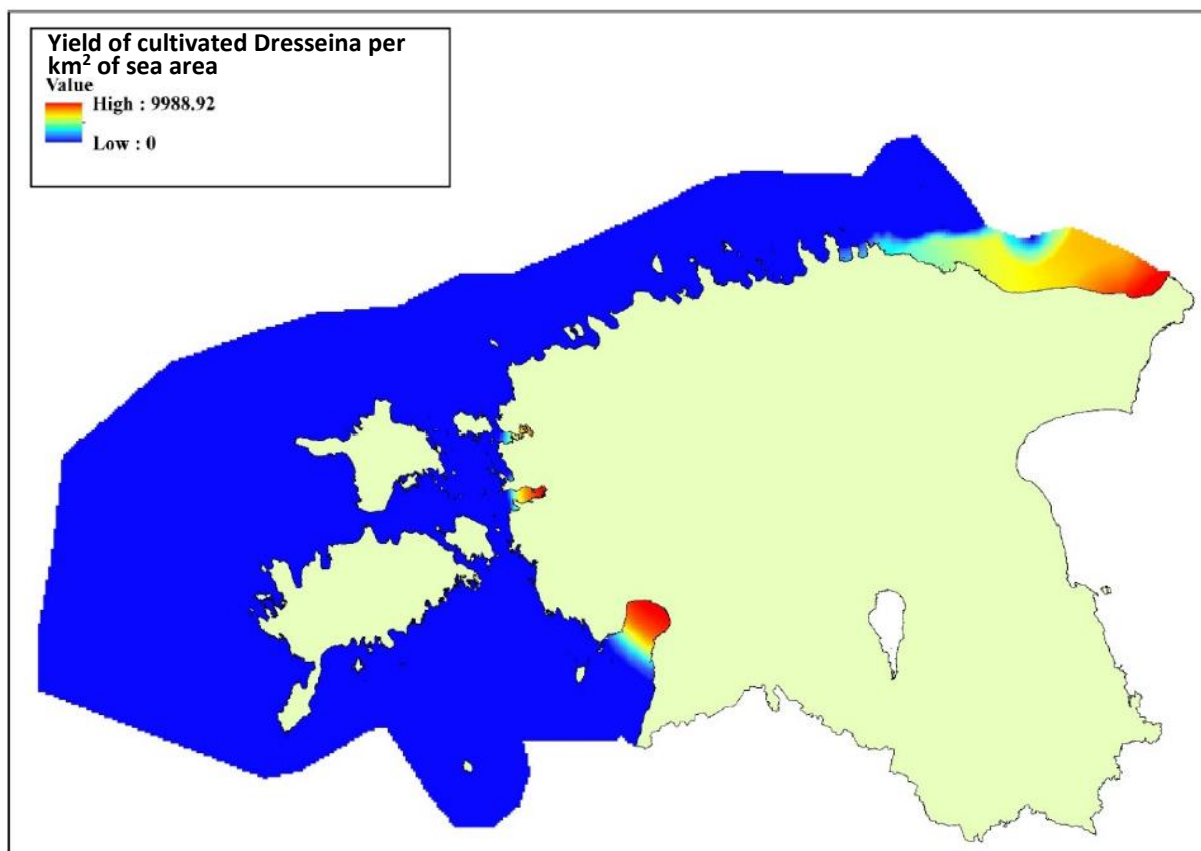 Yield of cultivated Dresseina per
km² of sea area
Value
High : 9988.92
Low : 0